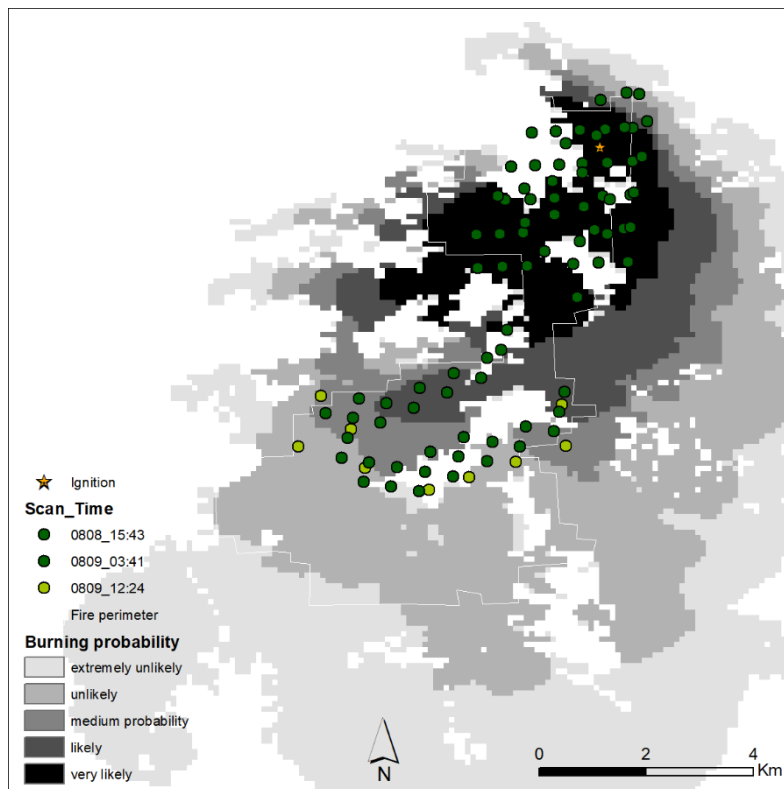 Ignition
Scan_Time
0808_15:43
0809_03:41
0809_12:24
Fire perimeter
Burning probability
extremely unlikely
unlikely
medium probability
likely
very likely
N
0 2 4
Km